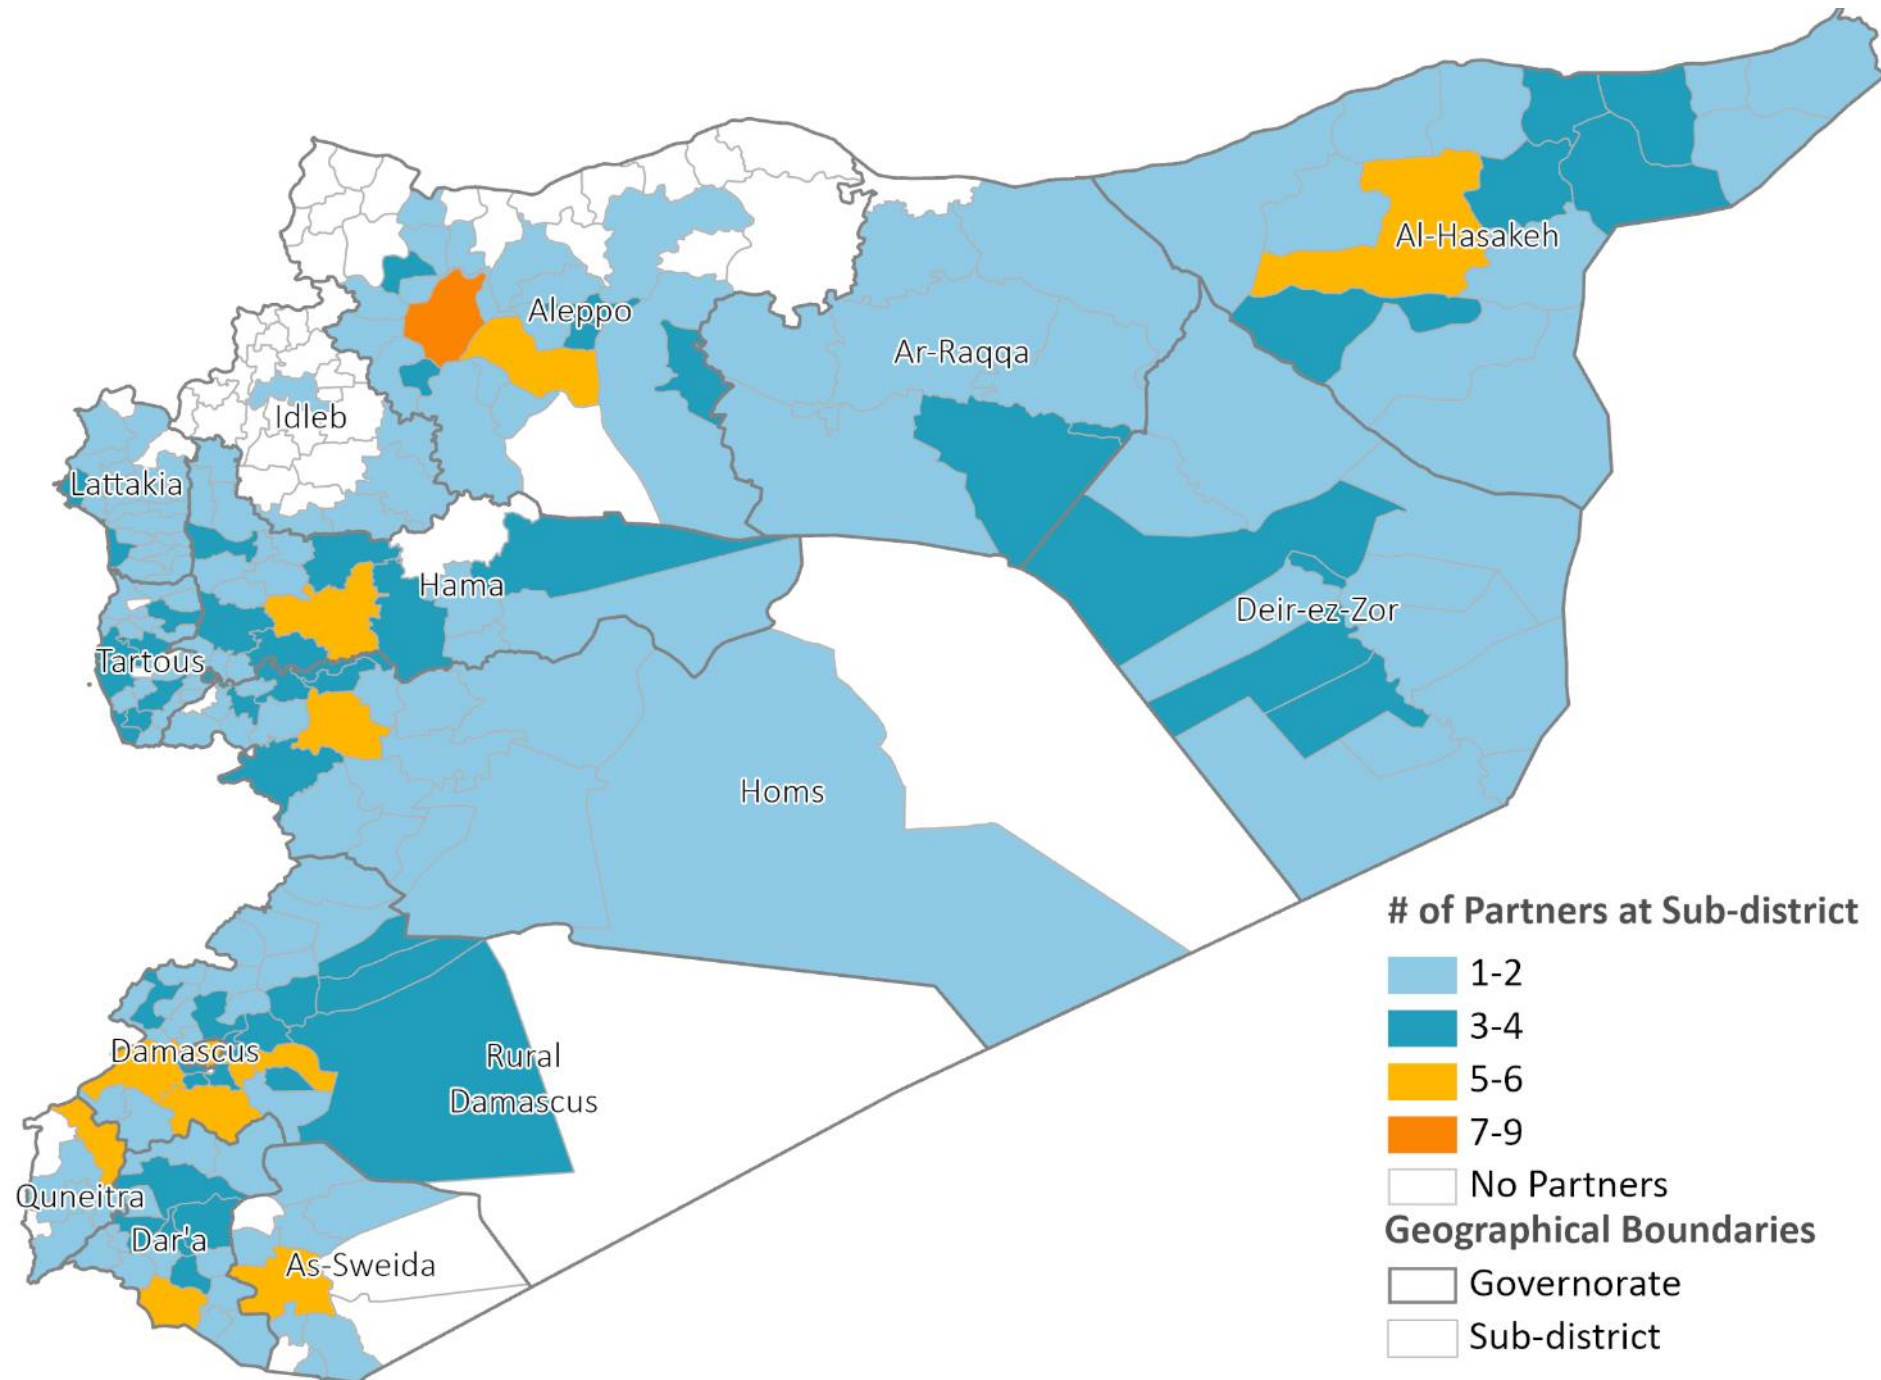 Al-Hasakeh
Aleppo
Ar-Raqqa
Idleb
Lattakia
Hama
Deir-ez-Zor
Tartous
Homs
Damascus
Rural
Damascus
Quneitra
Dar'a
As-Sweida
# of Partners at Sub-district
1-2
3-4
5-6
7-9
No Partners
Geographical Boundaries
Governorate
Sub-district